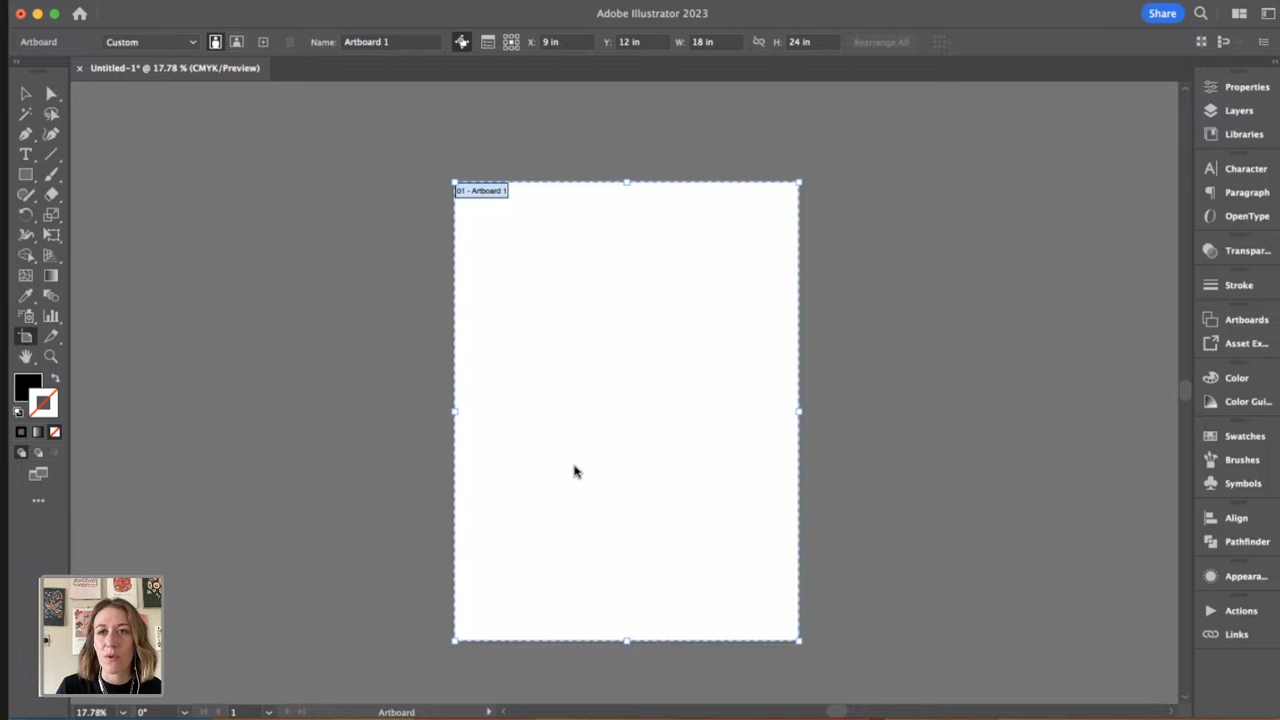 Adobe Illustrator 2023
Share
Artboard Custom Name: Artboard 1 X: 9 in Y: 12 in W: 18 in H: 24 in Rearrange All
× Untitled-1* @ 17.78 % (CMYK/Preview)
Properties
Layers
Libraries
Character
Paragraph
OpenType
Transpar...
Stroke
Artboards
Asset Ex...
Color
Color Gui...
Swatches
Brushes
Symbols
Align
Pathfinder
Appeara...
Actions
Links
01 - Artboard 1
17.78% 0° 1 Artboard